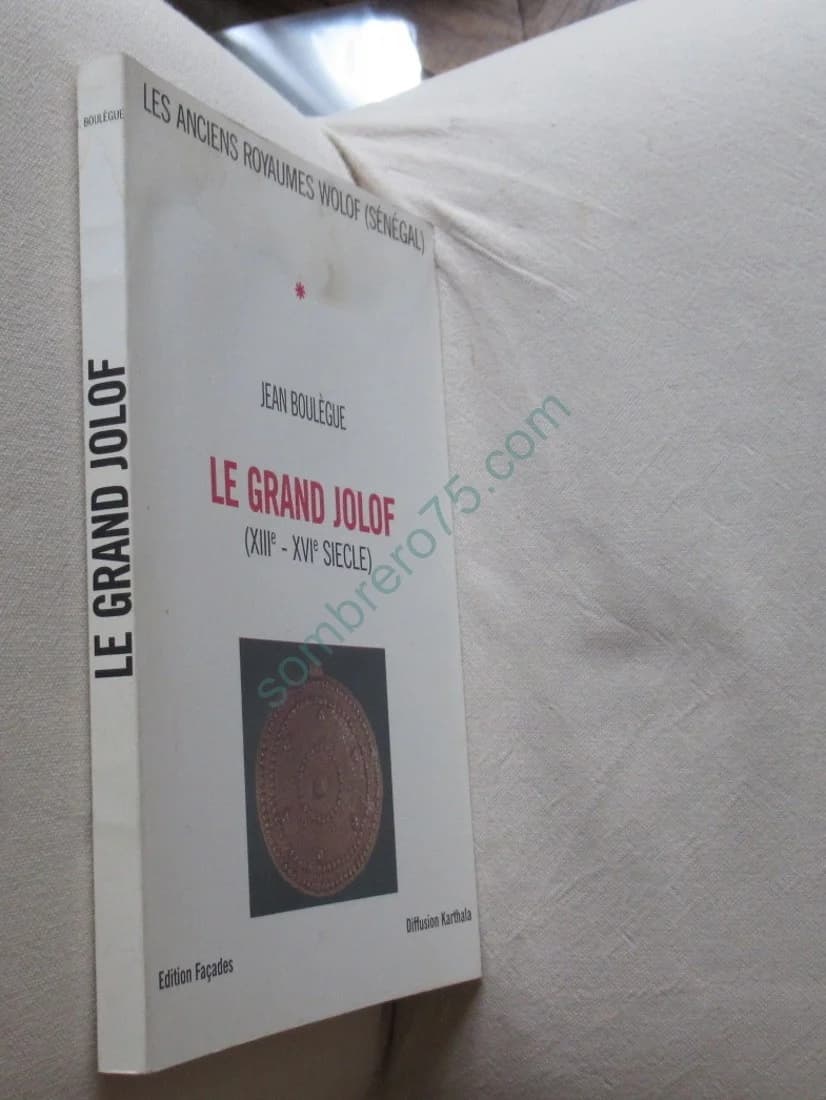 BOULÈGUE
LE GRAND JOLOF
LES ANCIENS ROYAUMES WOLOF (SÉNÉGAL)
*
JEAN BOULÈGUE
LE GRAND JOLOF
(XIIIe - XVIe SIECLE)
sombrero75.com
Diffusion Karthala
Edition Façades